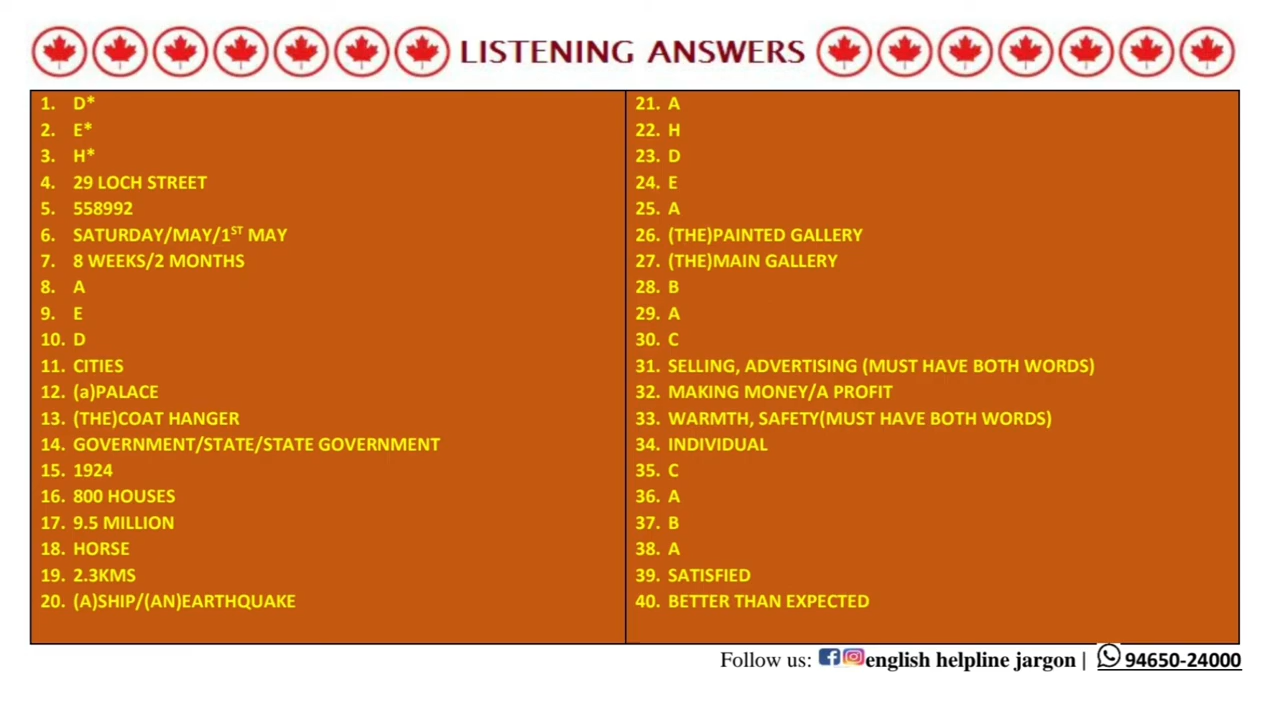 LISTENING ANSWERS
1. D*
2. E*
3. H*
4. 29 LOCH STREET
5. 558992
6. SATURDAY/MAY/1ST MAY
7. 8 WEEKS/2 MONTHS
8. A
9. E
10. D
11. CITIES
12. (a)PALACE
13. (THE)COAT HANGER
14. GOVERNMENT/STATE/STATE GOVERNMENT
15. 1924
16. 800 HOUSES
17. 9.5 MILLION
18. HORSE
19. 2.3KMS
20. (A)SHIP/(AN)EARTHQUAKE
21. A
22. H
23. D
24. E
25. A
26. (THE)PAINTED GALLERY
27. (THE)MAIN GALLERY
28. B
29. A
30. C
31. SELLING, ADVERTISING (MUST HAVE BOTH WORDS)
32. MAKING MONEY/A PROFIT
33. WARMTH, SAFETY(MUST HAVE BOTH WORDS)
34. INDIVIDUAL
35. C
36. A
37. B
38. A
39. SATISFIED
40. BETTER THAN EXPECTED
Follow us: english helpline jargon | 94650-24000